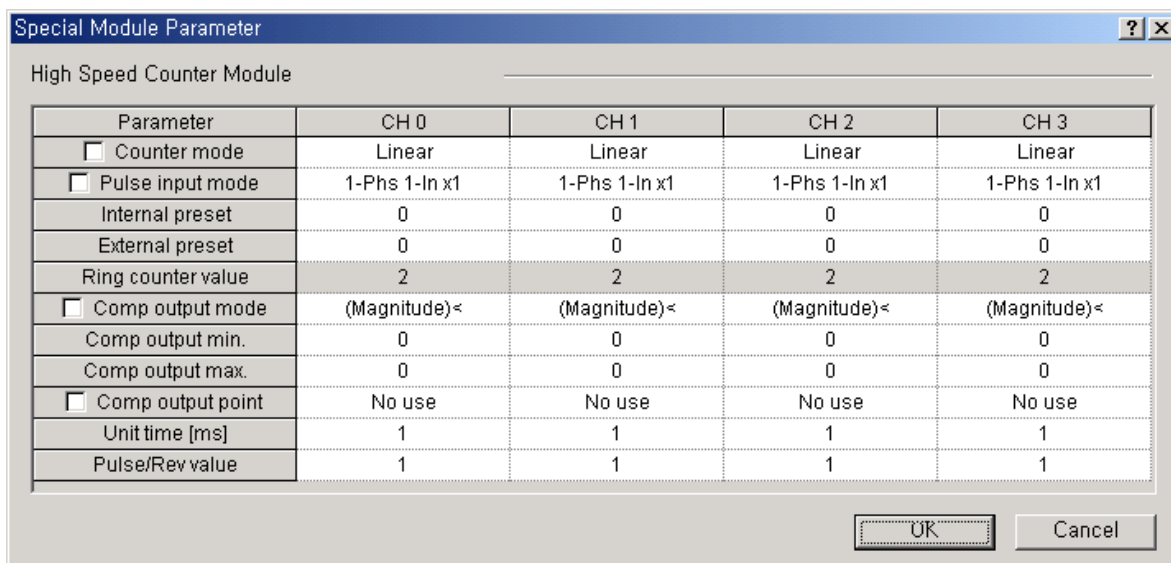 Special Module Parameter
High Speed Counter Module
Parameter CH 0 CH 1 CH 2 CH 3
Counter mode Linear Linear Linear Linear
Pulse input mode 1-Phs 1-In x1 1-Phs 1-In x1 1-Phs 1-In x1 1-Phs 1-In x1
Internal preset 0 0 0 0
External preset 0 0 0 0
Ring counter value 2 2 2 2
Comp output mode (Magnitude)< (Magnitude)< (Magnitude)< (Magnitude)<
Comp output min. 0 0 0 0
Comp output max. 0 0 0 0
Comp output point No use No use No use No use
Unit time [ms] 1 1 1 1
Pulse/Rev value 1 1 1 1
OK Cancel